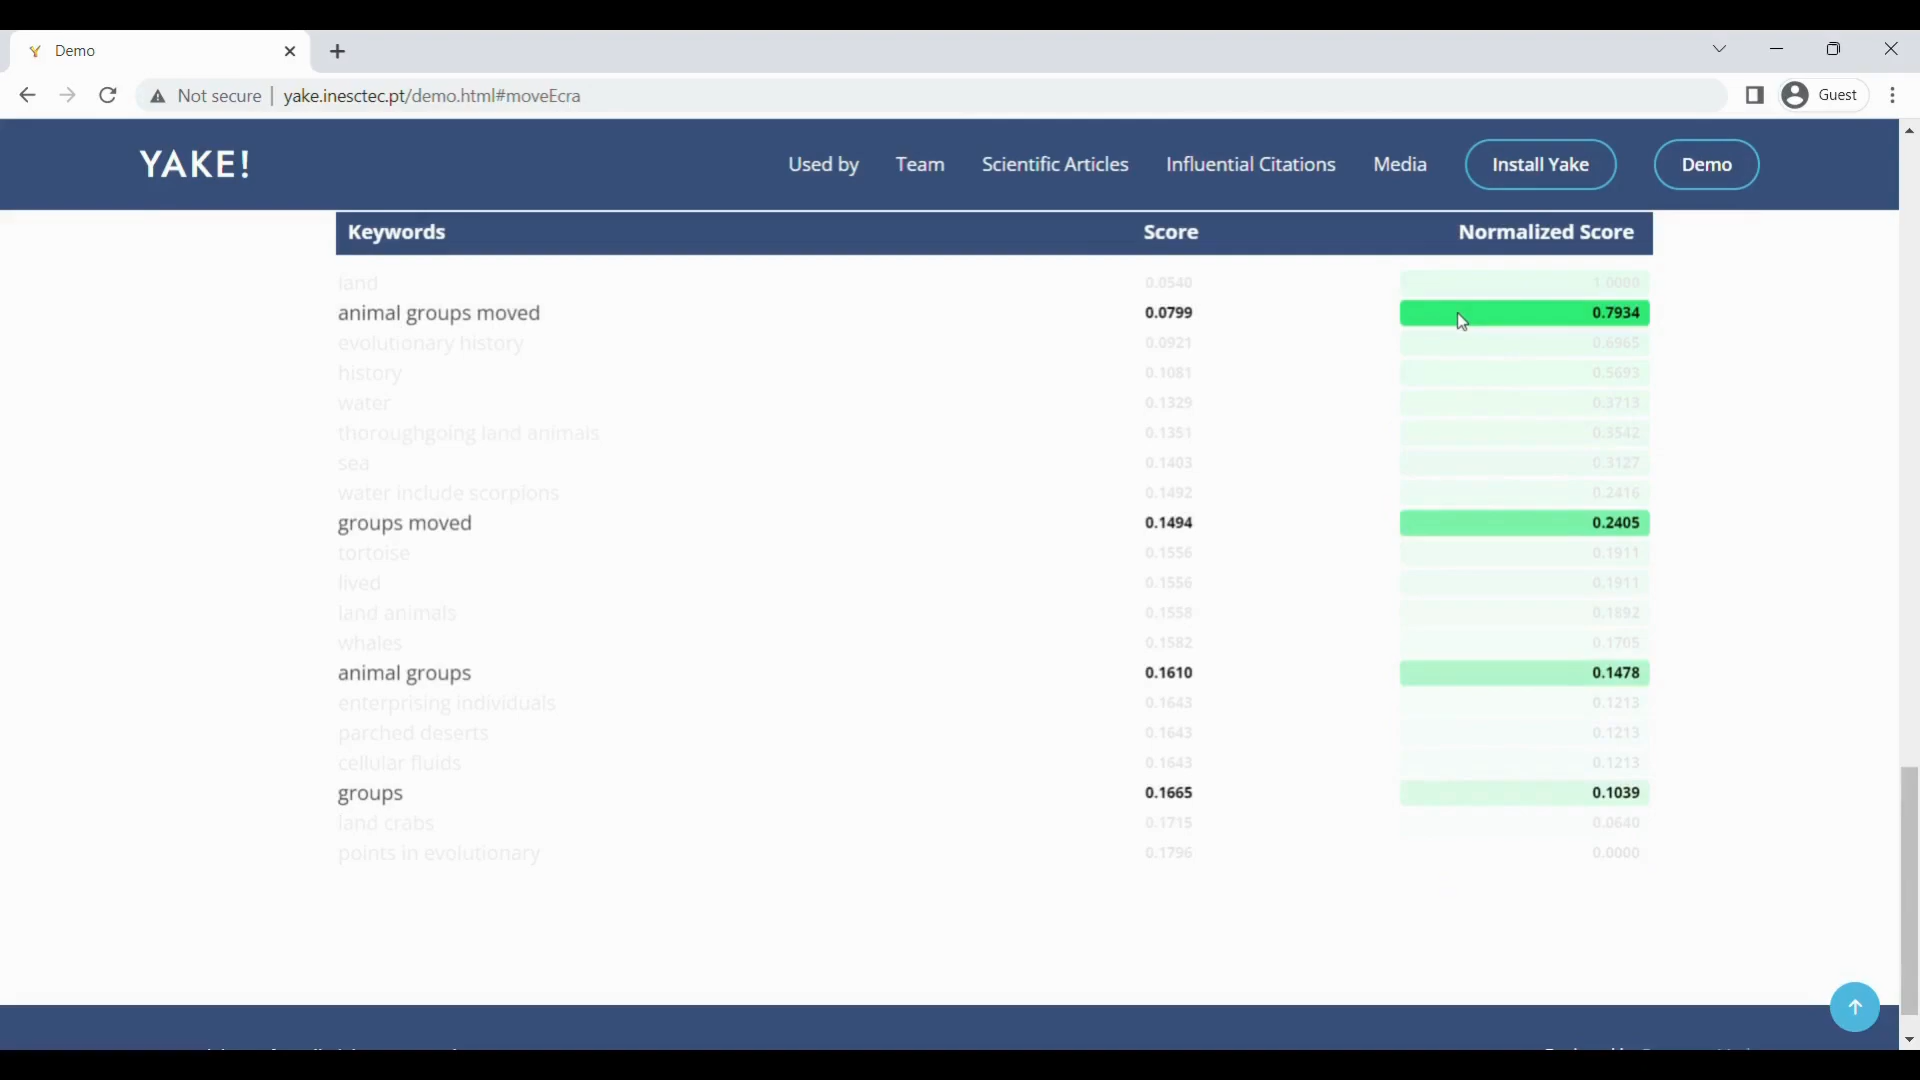 Demo
Not secure | yake.inesctec.pt/demo.html#moveEcra
Guest
YAKE!
Used by Team Scientific Articles Influential Citations Media Install Yake Demo
Keywords Score Normalized Score
land 0.0540 1.0000
animal groups moved 0.0799 0.7934
evolutionary history 0.0921 0.6965
history 0.1081 0.5693
water 0.1329 0.3713
thoroughgoing land animals 0.1351 0.3542
sea 0.1403 0.3127
water include scorpions 0.1492 0.2416
groups moved 0.1494 0.2405
tortoise 0.1556 0.1911
lived 0.1556 0.1911
land animals 0.1558 0.1892
whales 0.1582 0.1705
animal groups 0.1610 0.1478
enterprising individuals 0.1643 0.1213
parched deserts 0.1643 0.1213
cellular fluids 0.1643 0.1213
groups 0.1665 0.1039
land crabs 0.1715 0.0640
points in evolutionary 0.1796 0.0000